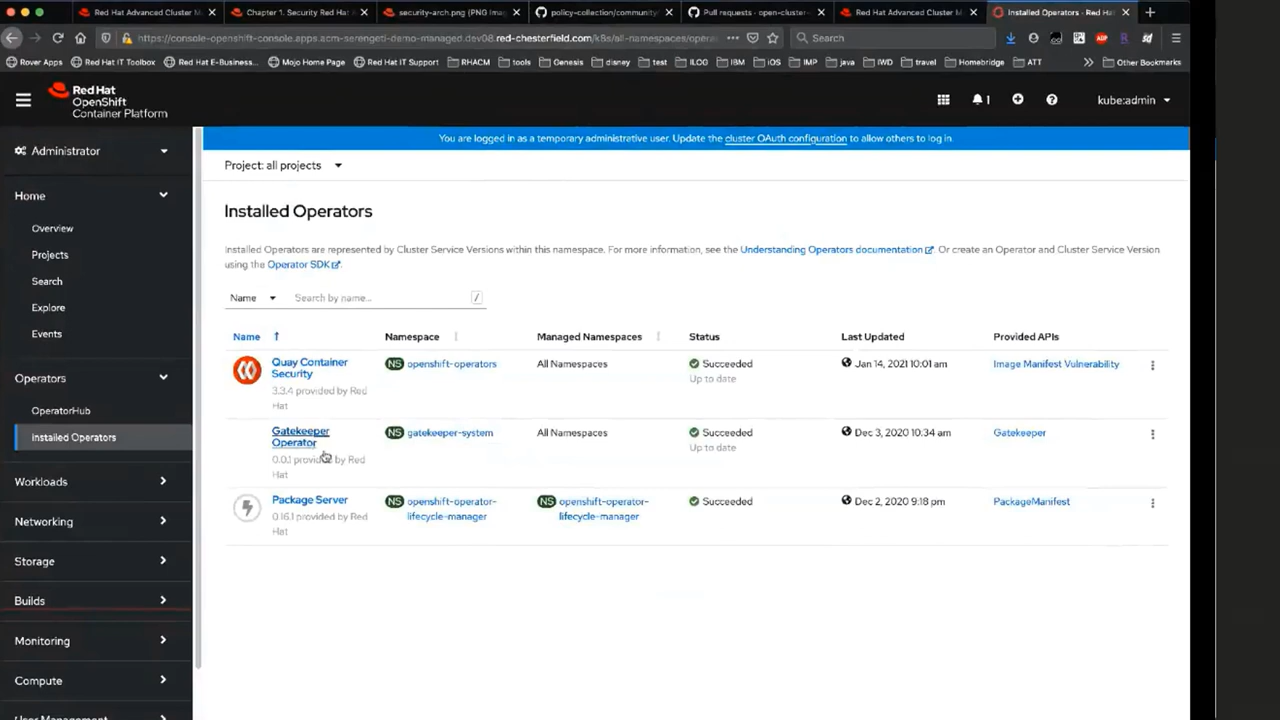 Red Hat Advanced Cluster M
Chapter 1. Security Red Hat
security-arch.png (PNG Imag
policy-collection/community
Pull requests · open-cluster-
Red Hat Advanced Cluster M
Installed Operators · Red Hat
https://console-openshift-console.apps.acm-serengeti-demo-managed.dev08.red-chesterfield.com/k8s/all-namespaces/opera
Search
Rover Apps
Red Hat IT Toolbox
Red Hat E-Business...
Mojo Home Page
Red Hat IT Support
RHACM
tools
Genesis
disney
test
ILOG
IBM
iOS
IMP
java
IWD
travel
Homebridge
ATT
Other Bookmarks
Red Hat
OpenShift
Container Platform
1
kube:admin
You are logged in as a temporary administrative user. Update the cluster OAuth configuration to allow others to log in.
Administrator
Home
Overview
Projects
Search
Explore
Events
Operators
OperatorHub
Installed Operators
Workloads
Networking
Storage
Builds
Monitoring
Compute
User Management
Project: all projects
Installed Operators
Installed Operators are represented by Cluster Service Versions within this namespace. For more information, see the Understanding Operators documentation. Or create an Operator and Cluster Service Version
using the Operator SDK.
Name
Search by name...
/
Name Namespace Managed Namespaces Status Last Updated Provided APIs
Quay Container
Security
3.3.4 provided by Red
Hat
NS openshift-operators
All Namespaces
Succeeded
Up to date
Jan 14, 2021 10:01 am
Image Manifest Vulnerability
Gatekeeper
Operator
0.0.1 provided by Red
Hat
NS gatekeeper-system
All Namespaces
Succeeded
Up to date
Dec 3, 2020 10:34 am
Gatekeeper
Package Server
0.16.1 provided by Red
Hat
NS openshift-operator-
lifecycle-manager
NS openshift-operator-
lifecycle-manager
Succeeded
Dec 2, 2020 9:18 pm
PackageManifest